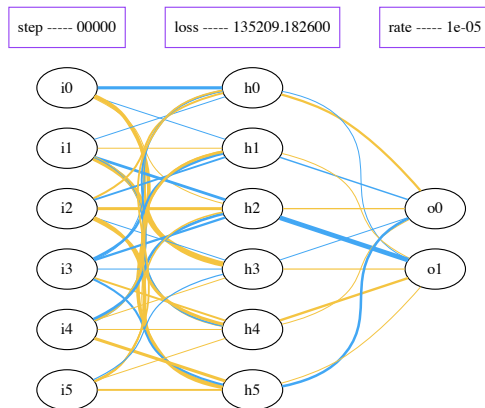 step ----- 00000
loss ----- 135209.182600
rate ----- 1e-05
i0
h0
i1
h1
i2
h2
o0
i3
h3
o1
i4
h4
i5
h5